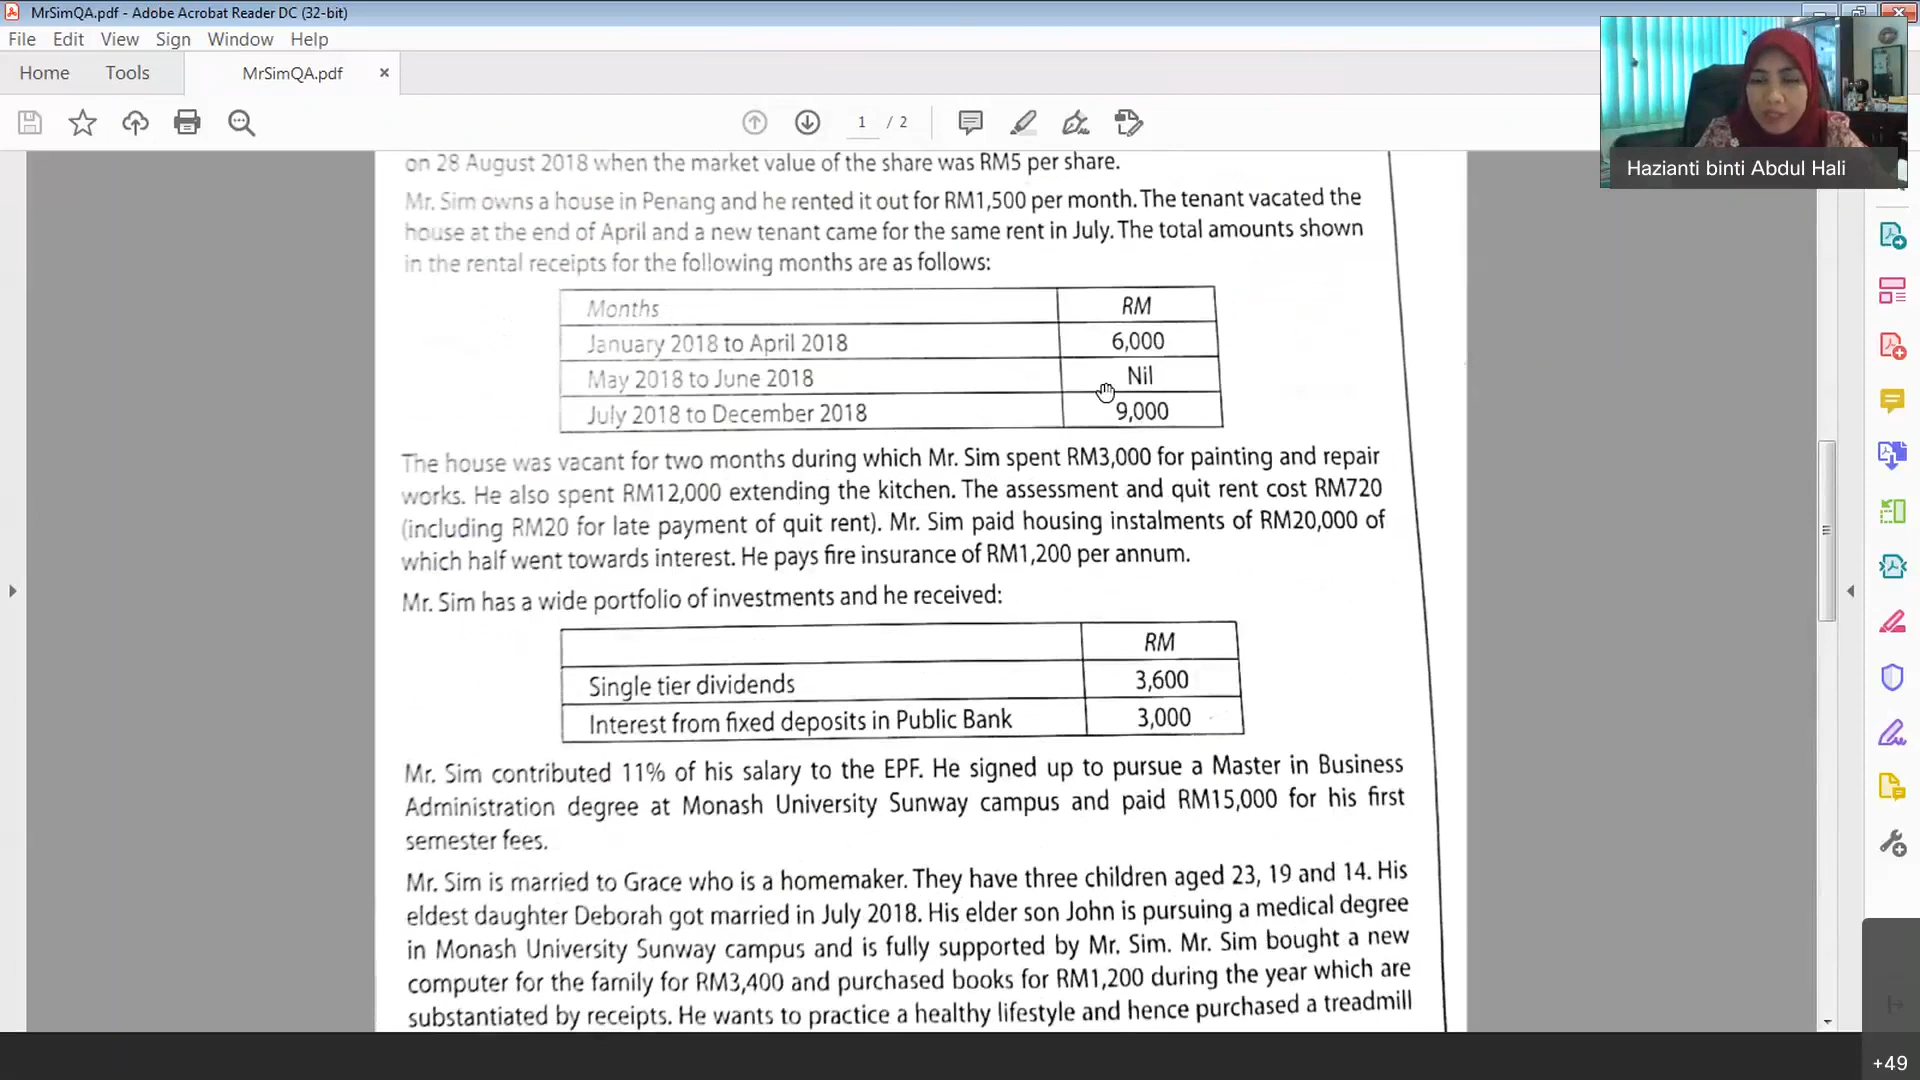 MrSimQA.pdf - Adobe Acrobat Reader DC (32-bit)
File Edit View Sign Window Help
Home Tools MrSimQA.pdf ×
1 / 2
Hazianti binti Abdul Hali
on 28 August 2018 when the market value of the share was RM5 per share.
Mr. Sim owns a house in Penang and he rented it out for RM1,500 per month. The tenant vacated the
house at the end of April and a new tenant came for the same rent in July. The total amounts shown
in the rental receipts for the following months are as follows:
Months RM
January 2018 to April 2018 6,000
May 2018 to June 2018 Nil
July 2018 to December 2018 9,000
The house was vacant for two months during which Mr. Sim spent RM3,000 for painting and repair
works. He also spent RM12,000 extending the kitchen. The assessment and quit rent cost RM720
(including RM20 for late payment of quit rent). Mr. Sim paid housing instalments of RM20,000 of
which half went towards interest. He pays fire insurance of RM1,200 per annum.
Mr. Sim has a wide portfolio of investments and he received:
RM
Single tier dividends 3,600
Interest from fixed deposits in Public Bank 3,000
Mr. Sim contributed 11% of his salary to the EPF. He signed up to pursue a Master in Business
Administration degree at Monash University Sunway campus and paid RM15,000 for his first
semester fees.
Mr. Sim is married to Grace who is a homemaker. They have three children aged 23, 19 and 14. His
eldest daughter Deborah got married in July 2018. His elder son John is pursuing a medical degree
in Monash University Sunway campus and is fully supported by Mr. Sim. Mr. Sim bought a new
computer for the family for RM3,400 and purchased books for RM1,200 during the year which are
substantiated by receipts. He wants to practice a healthy lifestyle and hence purchased a treadmill
+49